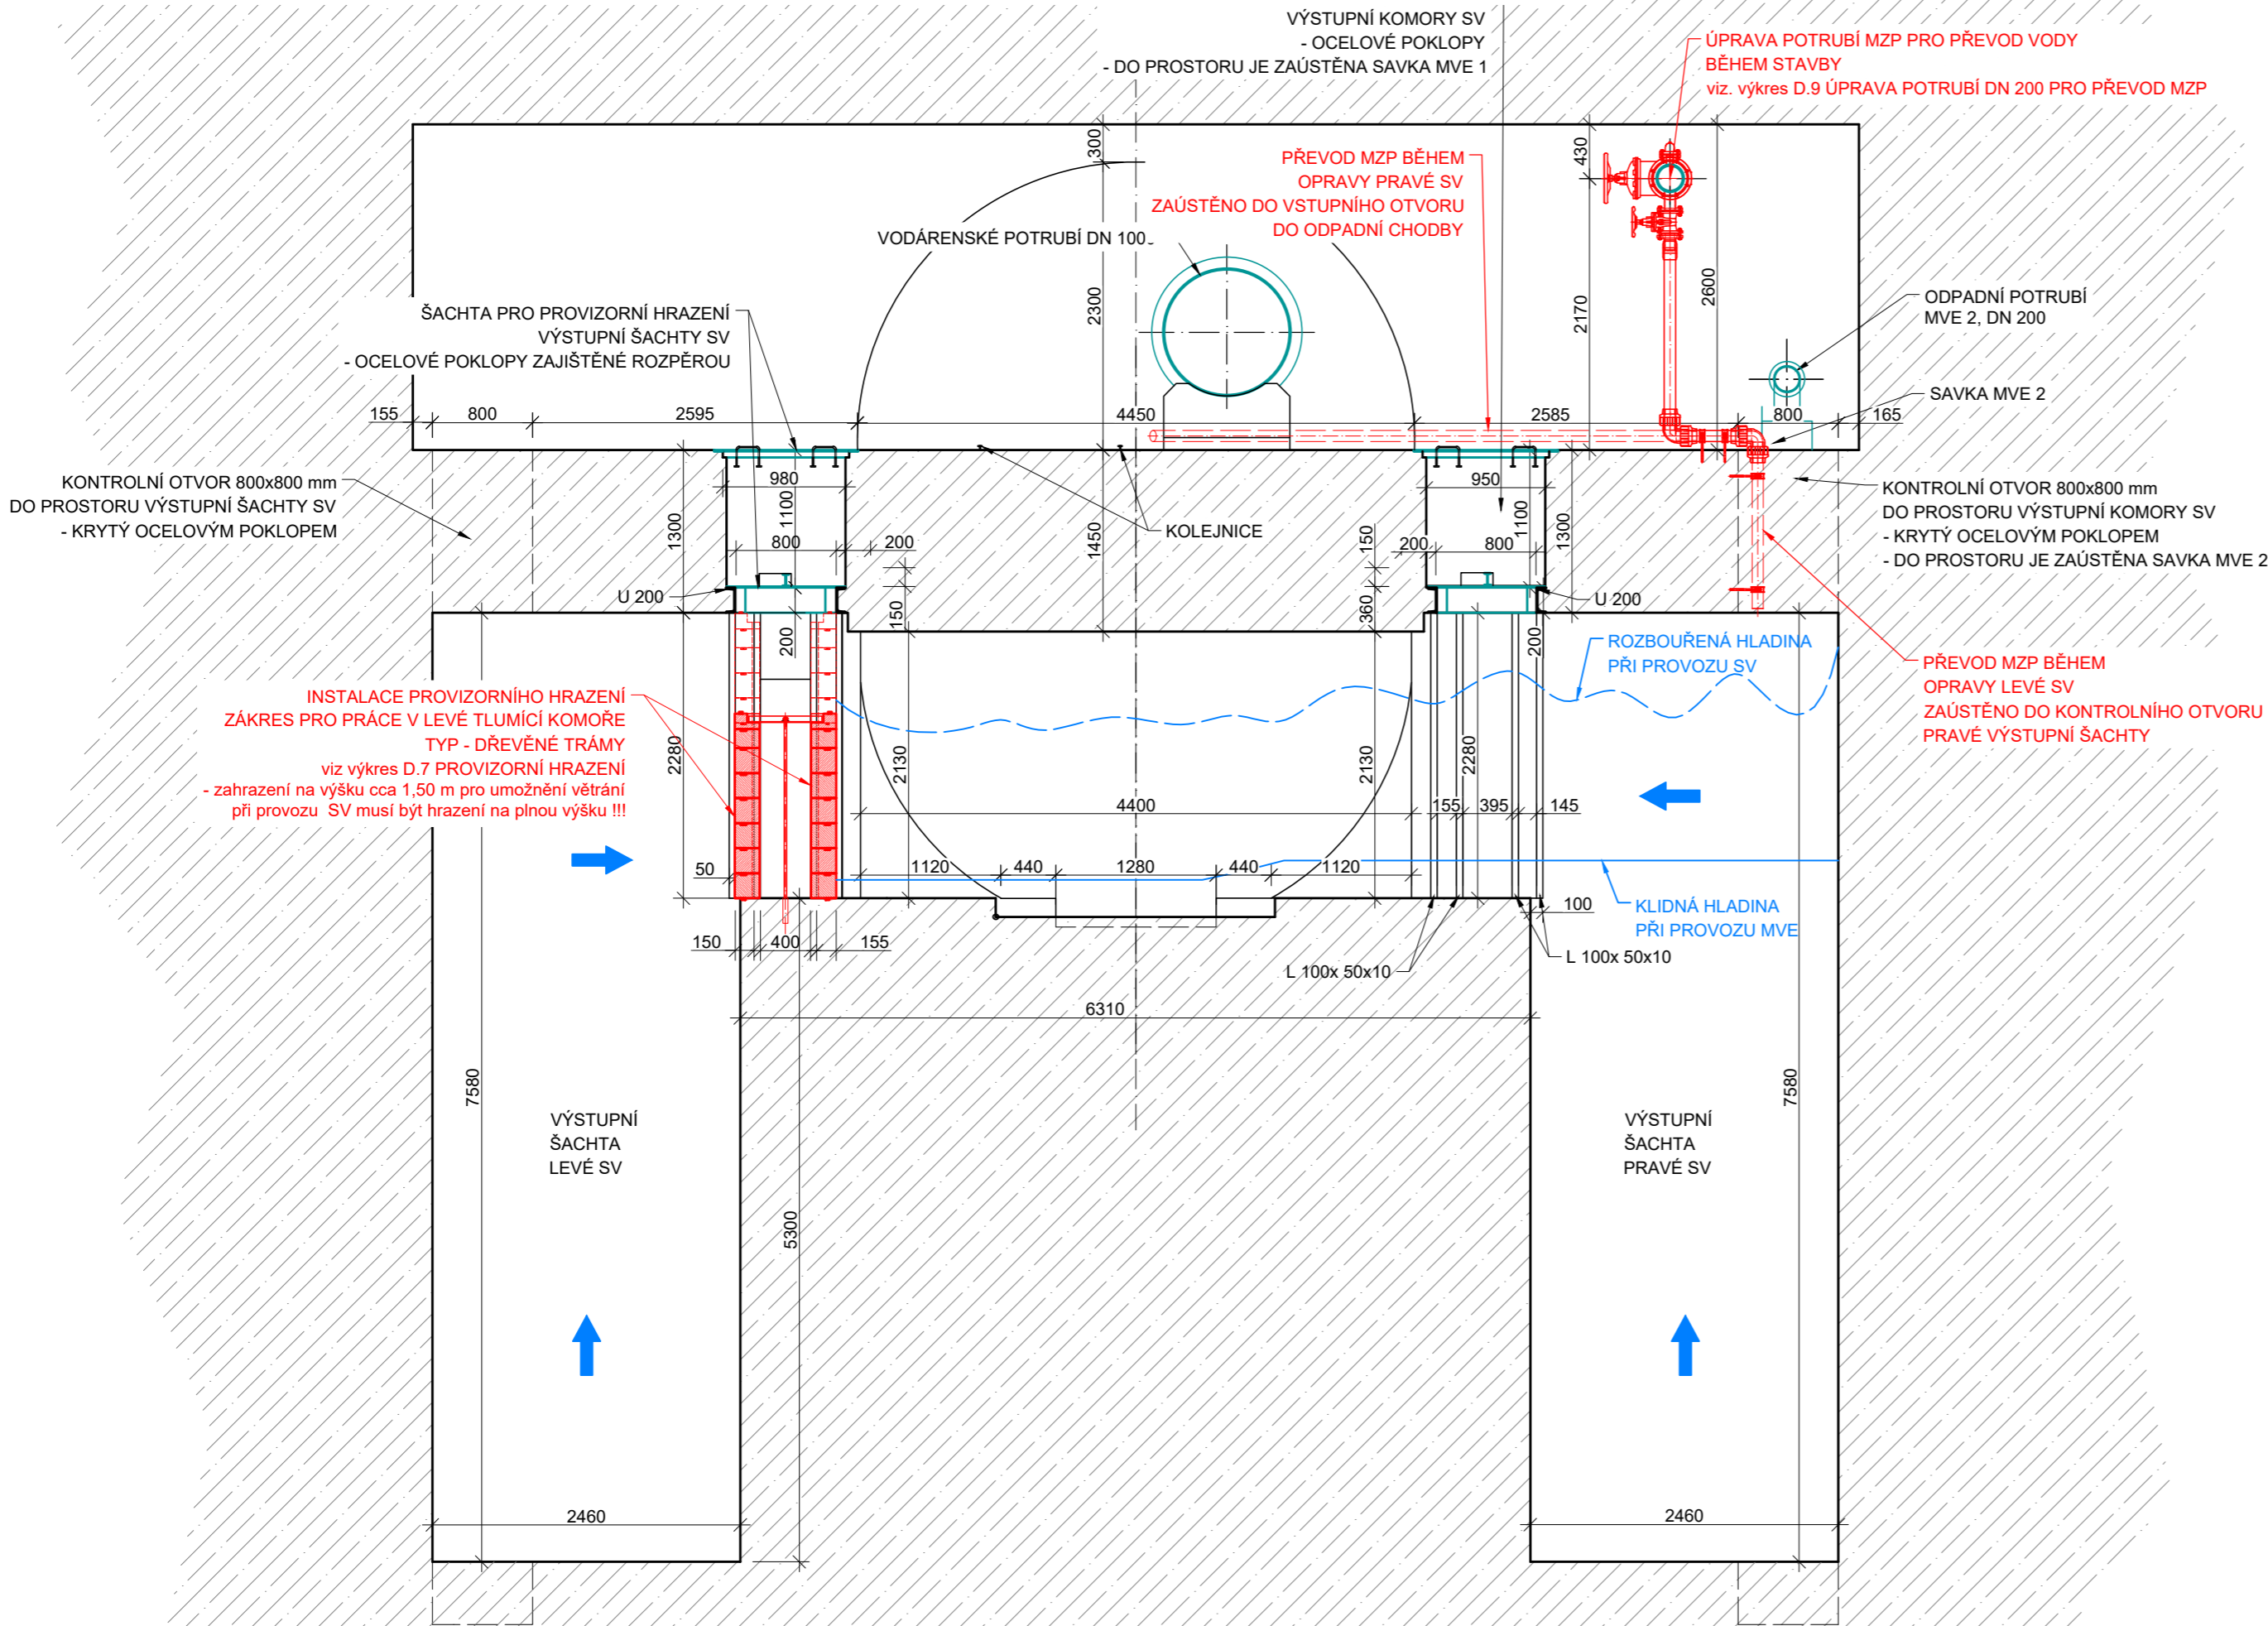 VÝSTUPNÍ KOMORY SV
- OCELOVÉ POKLOPY
- DO PROSTORU JE ZAÚSTĚNA SAVKA MVE 1
ÚPRAVA POTRUBÍ MZP PRO PŘEVOD VODY
BĚHEM STAVBY
viz. výkres D.9 ÚPRAVA POTRUBÍ DN 200 PRO PŘEVOD MZP
300
430
PŘEVOD MZP BĚHEM
OPRAVY PRAVÉ SV
ZAÚSTĚNO DO VSTUPNÍHO OTVORU
DO ODPADNÍ CHODBY
VODÁRENSKÉ POTRUBÍ DN 100
2300
2170
2600
ŠACHTA PRO PROVIZORNÍ HRAZENÍ
VÝSTUPNÍ ŠACHTY SV
- OCELOVÉ POKLOPY ZAJIŠTĚNÉ ROZPĚROU
ODPADNÍ POTRUBÍ
MVE 2, DN 200
SAVKA MVE 2
155
800
2595
4450
2585
800
165
KONTROLNÍ OTVOR 800x800 mm
DO PROSTORU VÝSTUPNÍ ŠACHTY SV
- KRYTÝ OCELOVÝM POKLOPEM
980
1100
1300
800
200
1450
KOLEJNICE
950
1100
1300
150
200
800
KONTROLNÍ OTVOR 800x800 mm
DO PROSTORU VÝSTUPNÍ KOMORY SV
- KRYTÝ OCELOVÝM POKLOPEM
- DO PROSTORU JE ZAÚSTĚNA SAVKA MVE 2
U 200
150
200
360
U 200
200
ROZBOUŘENÁ HLADINA
PŘI PROVOZU SV
PŘEVOD MZP BĚHEM
OPRAVY LEVÉ SV
ZAÚSTĚNO DO KONTROLNÍHO OTVORU
PRAVÉ VÝSTUPNÍ ŠACHTY
INSTALACE PROVIZORNÍHO HRAZENÍ
ZÁKRES PRO PRÁCE V LEVÉ TLUMÍCÍ KOMOŘE
TYP - DŘEVĚNÉ TRÁMY
viz výkres D.7 PROVIZORNÍ HRAZENÍ
- zahrazení na výšku cca 1,50 m pro umožnění větrání
při provozu SV musí být hrazení na plnou výšku !!!
2280
2130
2130
2280
4400
155
395
145
50
1120
440
1280
440
1120
100
KLIDNÁ HLADINA
PŘI PROVOZU MVE
150
400
155
L 100x 50x10
L 100x 50x10
6310
7580
5300
7580
VÝSTUPNÍ
ŠACHTA
LEVÉ SV
VÝSTUPNÍ
ŠACHTA
PRAVÉ SV
2460
2460